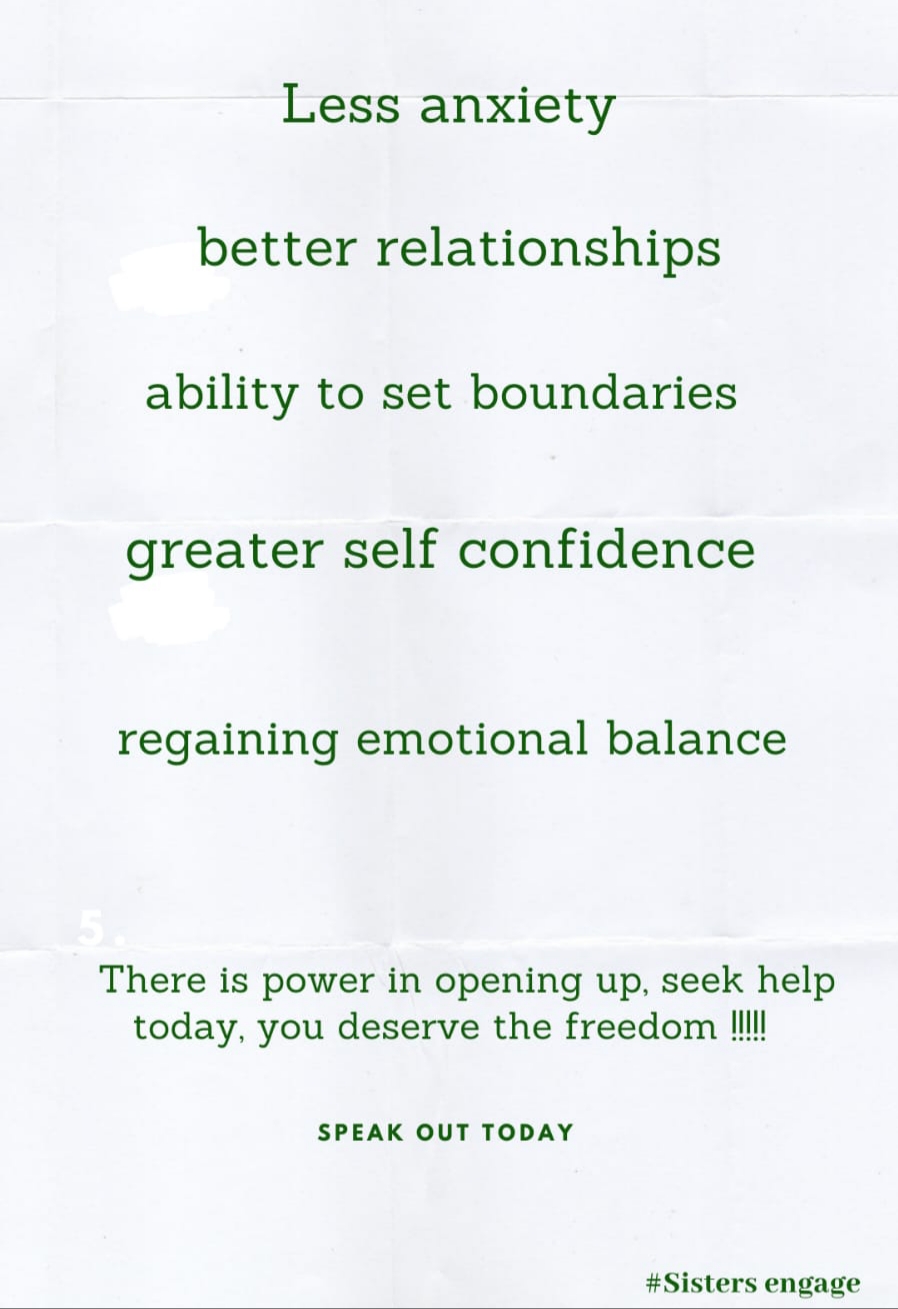 Less anxiety
better relationships
ability to set boundaries
greater self confidence
regaining emotional balance
5.
There is power in opening up, seek help
today, you deserve the freedom !!!!!
SPEAK OUT TODAY
#Sisters engage